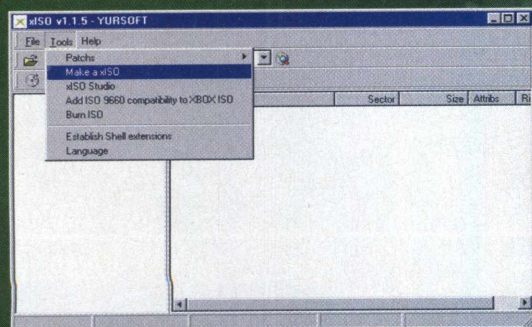 xISO v1.1.5 - YURSOFT
File Tools Help
Patchs
Make a xISO
xISO Studio
Add ISO 9660 compatibility to XBOX ISO
Burn ISO
Establish Shell extensions
Language
Sector Size Attribs